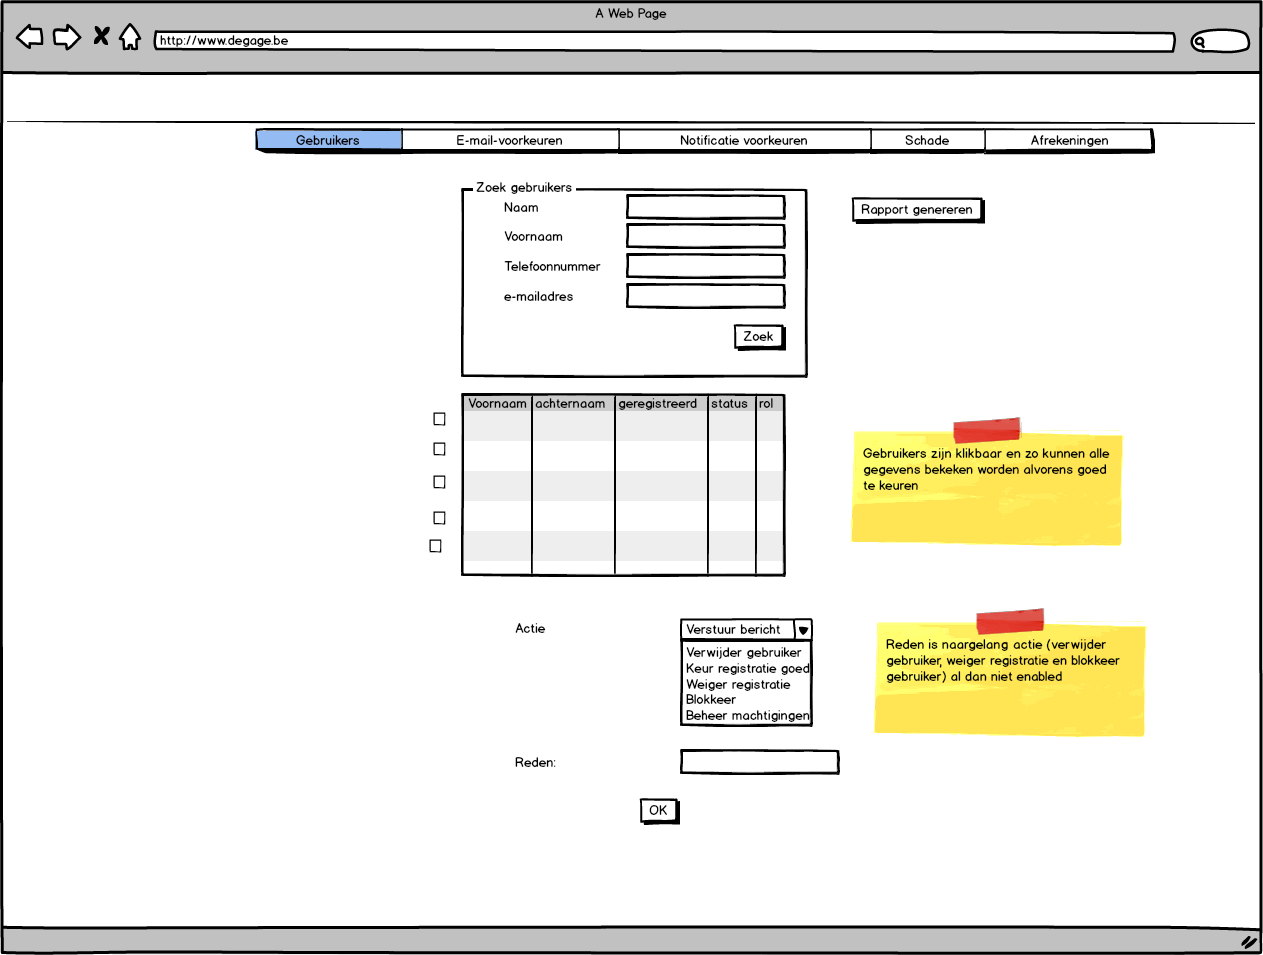 A Web Page
http://www.degage.be
Gebruikers E-mail-voorkeuren Notificatie voorkeuren Schade Afrekeningen
Zoek gebruikers
Naam
Voornaam
Telefoonnummer
e-mailadres
Zoek
Rapport genereren
Voornaam achternaam geregistreerd status rol
Gebruikers zijn klikbaar en zo kunnen alle
gegevens bekeken worden alvorens goed
te keuren
Actie
Verstuur bericht
Verwijder gebruiker
Keur registratie goed
Weiger registratie
Blokkeer
Beheer machtigingen
Reden is naargelang actie (verwijder
gebruiker, weiger registratie en blokkeer
gebruiker) al dan niet enabled
Reden:
OK